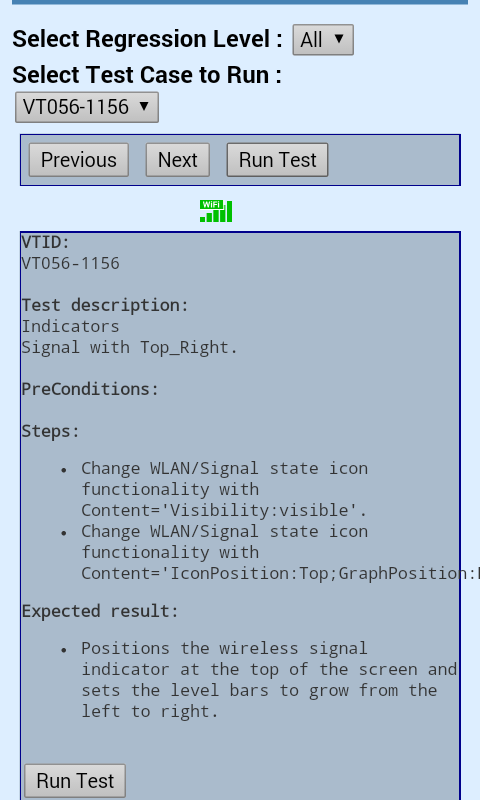 Select Regression Level : All
Select Test Case to Run :
VT056-1156
Previous Next Run Test
WiFi
VTID:
VT056-1156
Test description:
Indicators
Signal with Top_Right.
PreConditions:
Steps:
• Change WLAN/Signal state icon
functionality with
Content='Visibility:visible'.
• Change WLAN/Signal state icon
functionality with
Content='IconPosition:Top;GraphPosition:
Expected result:
• Positions the wireless signal
indicator at the top of the screen and
sets the level bars to grow from the
left to right.
Run Test